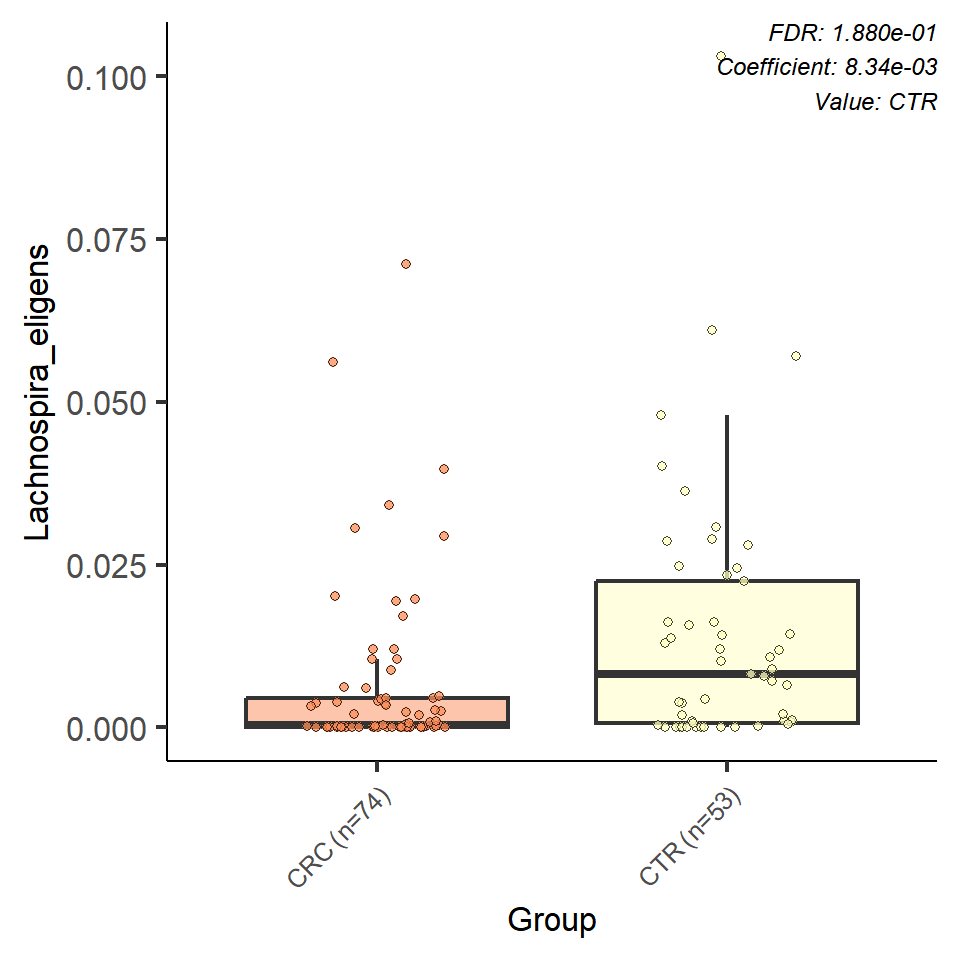 FDR: 1.880e-01
Coefficient: 8.34e-03
Value: CTR
0.100
0.075
0.050
0.025
0.000
Lachnospira_eligens
CRC (n=74)
CTR (n=53)
Group